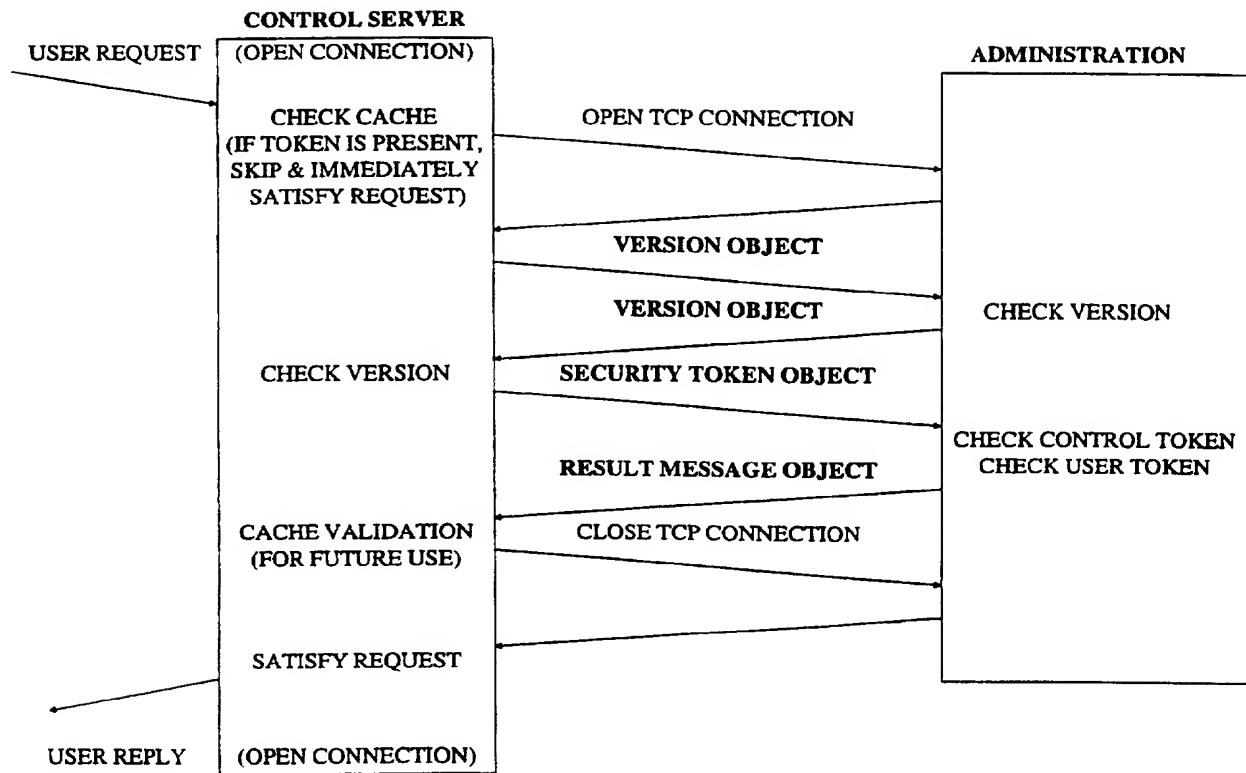 CONTROL SERVER
USER REQUEST
(OPEN CONNECTION)
ADMINISTRATION
CHECK CACHE
(IF TOKEN IS PRESENT,
SKIP & IMMEDIATELY
SATISFY REQUEST)
OPEN TCP CONNECTION
VERSION OBJECT
VERSION OBJECT
CHECK VERSION
CHECK VERSION
SECURITY TOKEN OBJECT
CHECK CONTROL TOKEN
CHECK USER TOKEN
RESULT MESSAGE OBJECT
CACHE VALIDATION
(FOR FUTURE USE)
CLOSE TCP CONNECTION
SATISFY REQUEST
USER REPLY
(OPEN CONNECTION)